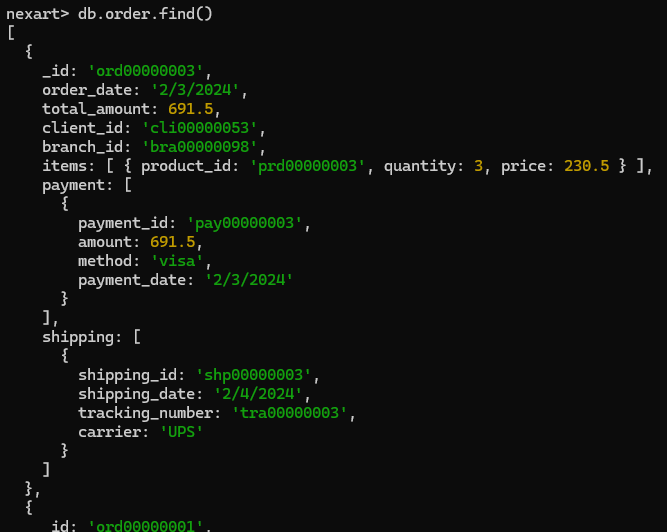 nexart> db.order.find()
[
  {
    _id: 'ord00000003',
    order_date: '2/3/2024',
    total_amount: 691.5,
    client_id: 'cli00000053',
    branch_id: 'bra00000098',
    items: [ { product_id: 'prd00000003', quantity: 3, price: 230.5 } ],
    payment: [
      {
        payment_id: 'pay00000003',
        amount: 691.5,
        method: 'visa',
        payment_date: '2/3/2024'
      }
    ],
    shipping: [
      {
        shipping_id: 'shp00000003',
        shipping_date: '2/4/2024',
        tracking_number: 'tra00000003',
        carrier: 'UPS'
      }
    ]
  },
  {
    _id: 'ord00000001',